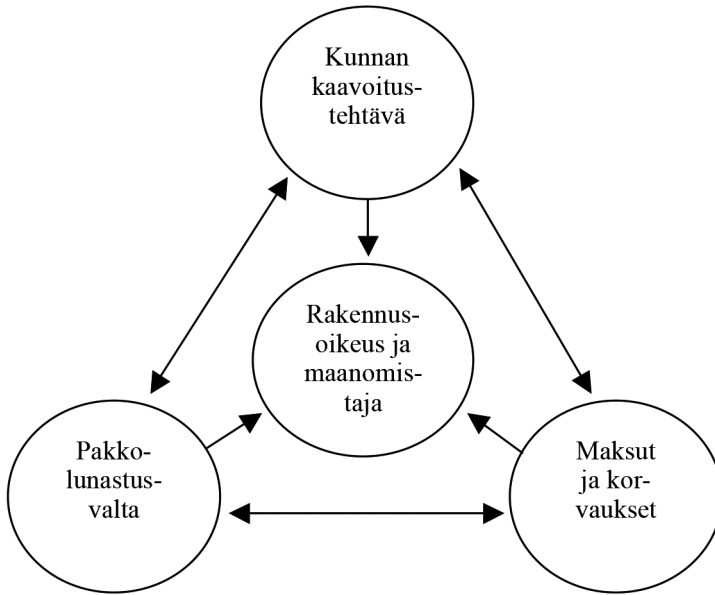 Kunnan
kaavoitus-
tehtävä
Rakennus-
oikeus ja
maanomis-
taja
Pakko-
lunastus-
valta
Maksut
ja kor-
vaukset